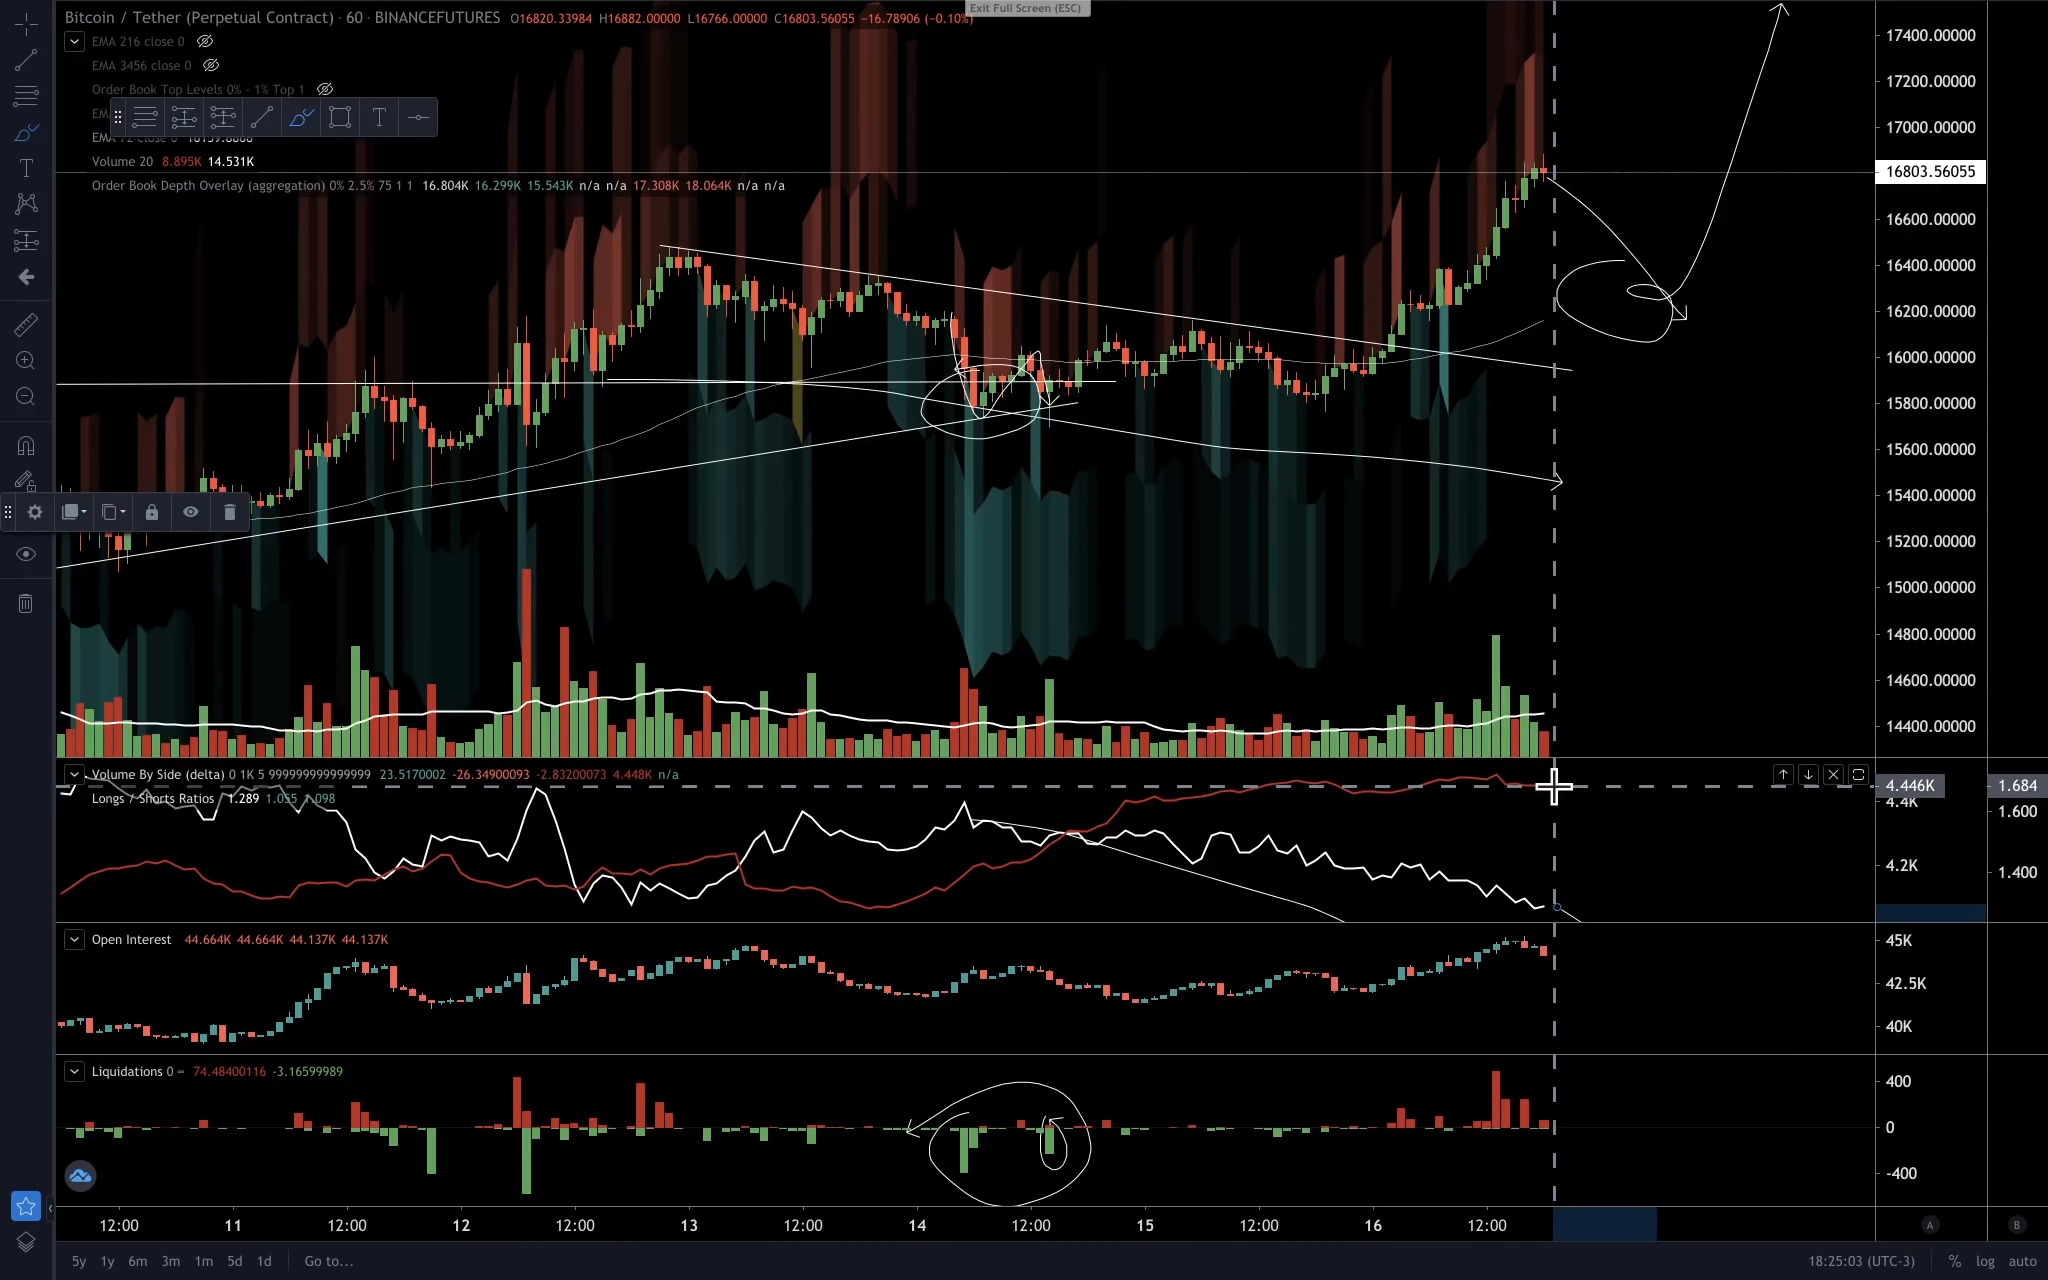 Exit Full Screen (ESC)
Bitcoin / Tether (Perpetual Contract) · 60 · BINANCEFUTURES O16820.33984 H16882.00000 L16766.00000 C16803.56055 −16.78906 (−0.10%)
EMA 216 close 0
EMA 3456 close 0
Order Book Top Levels 0% - 1% Top 1
Volume 20 8.895K 14.531K
Order Book Depth Overlay (aggregation) 0% 2.5% 75 1 1 16.804K 16.299K 15.543K n/a n/a 17.308K 18.064K n/a n/a
17400.00000
17200.00000
17000.00000
16803.56055
16600.00000
16400.00000
16200.00000
16000.00000
15800.00000
15600.00000
15400.00000
15200.00000
15000.00000
14800.00000
14600.00000
14400.00000
Volume By Side (delta) 0 1K 5 999999999999999 23.5170002 -26.34900093 -2.83200073 4.448K n/a
Longs / Shorts Ratios 1.289 1.055 1.098
4.446K 1.684
4.4K 1.600
4.2K 1.400
Open Interest 44.664K 44.664K 44.137K 44.137K
45K
42.5K
40K
Liquidations 0 ∞ 74.48400116 -3.16599989
400
0
-400
12:00 11 12:00 12 12:00 13 12:00 14 12:00 15 12:00 16 12:00 A B
5y 1y 6m 3m 1m 5d 1d Go to... 18:25:03 (UTC-3) % log auto